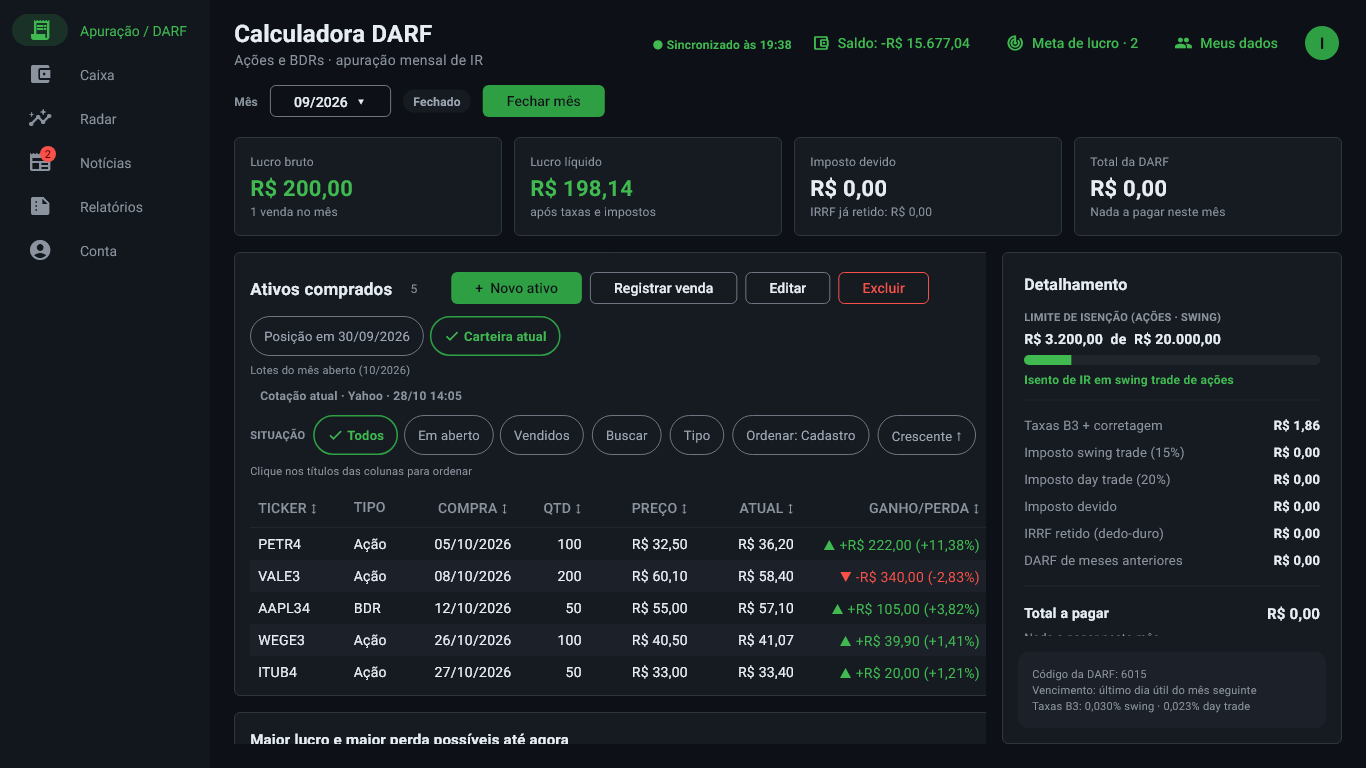 Apuração / DARF
Caixa
Radar
2
Notícias
Relatórios
Conta
Calculadora DARF
Ações e BDRs · apuração mensal de IR
Sincronizado às 19:38
Saldo: -R$ 15.677,04
Meta de lucro · 2
Meus dados
I
Mês
09/2026 ▼
Fechado
Fechar mês
Lucro bruto
R$ 200,00
1 venda no mês
Lucro líquido
R$ 198,14
após taxas e impostos
Imposto devido
R$ 0,00
IRRF já retido: R$ 0,00
Total da DARF
R$ 0,00
Nada a pagar neste mês
Ativos comprados 5
+ Novo ativo
Registrar venda
Editar
Excluir
Posição em 30/09/2026
✓ Carteira atual
Lotes do mês aberto (10/2026)
Cotação atual · Yahoo · 28/10 14:05
SITUAÇÃO
✓ Todos
Em aberto
Vendidos
Buscar
Tipo
Ordenar: Cadastro
Crescente ↑
Clique nos títulos das colunas para ordenar
TICKER ↕ TIPO COMPRA ↕ QTD ↕ PREÇO ↕ ATUAL ↕ GANHO/PERDA ↕
PETR4 Ação 05/10/2026 100 R$ 32,50 R$ 36,20 ▲ +R$ 222,00 (+11,38%)
VALE3 Ação 08/10/2026 200 R$ 60,10 R$ 58,40 ▼ -R$ 340,00 (-2,83%)
AAPL34 BDR 12/10/2026 50 R$ 55,00 R$ 57,10 ▲ +R$ 105,00 (+3,82%)
WEGE3 Ação 26/10/2026 100 R$ 40,50 R$ 41,07 ▲ +R$ 39,90 (+1,41%)
ITUB4 Ação 27/10/2026 50 R$ 33,00 R$ 33,40 ▲ +R$ 20,00 (+1,21%)
Maior lucro e maior perda possíveis até agora
Detalhamento
LIMITE DE ISENÇÃO (AÇÕES · SWING)
R$ 3.200,00 de R$ 20.000,00
Isento de IR em swing trade de ações
Taxas B3 + corretagem R$ 1,86
Imposto swing trade (15%) R$ 0,00
Imposto day trade (20%) R$ 0,00
Imposto devido R$ 0,00
IRRF retido (dedo-duro) R$ 0,00
DARF de meses anteriores R$ 0,00
Total a pagar R$ 0,00
Código da DARF: 6015
Vencimento: último dia útil do mês seguinte
Taxas B3: 0,030% swing · 0,023% day trade